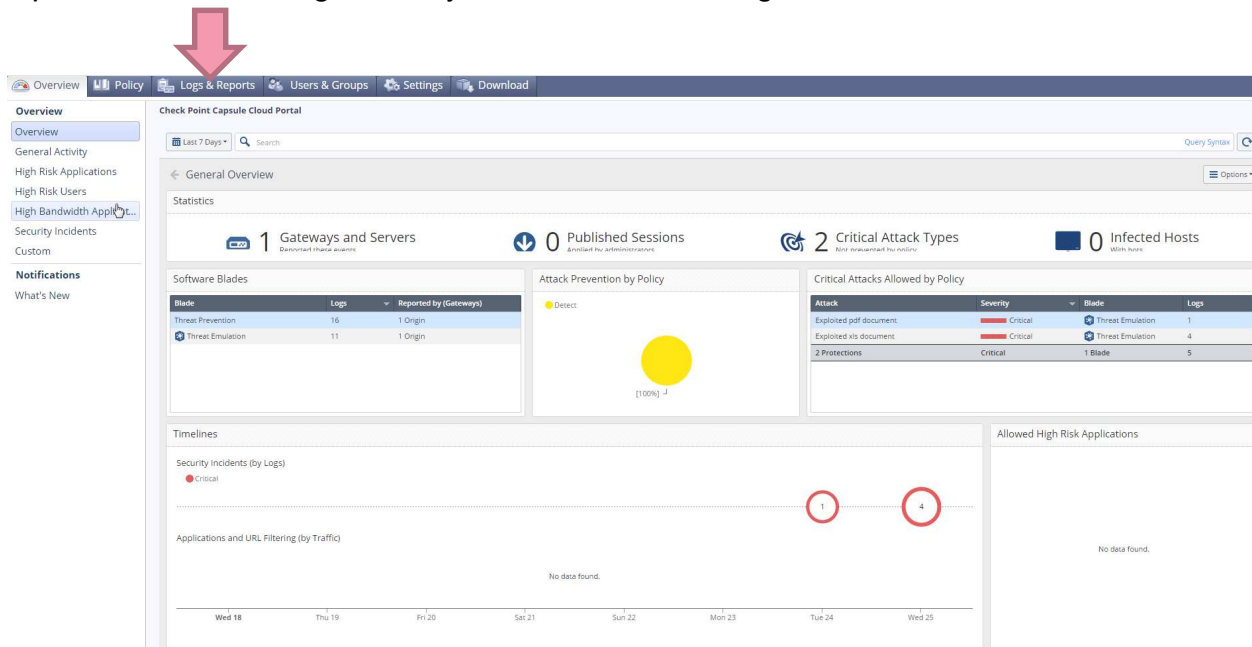 Overview Policy Logs & Reports Users & Groups Settings Download
Overview
Overview
General Activity
High Risk Applications
High Risk Users
High Bandwidth Appl
Security Incidents
Custom
Notifications
What's New
Check Point Capsule Cloud Portal
Last 7 Days Search Query Syntax
General Overview Options
Statistics
1 Gateways and Servers
Reported these events
0 Published Sessions
Applied by administrators
2 Critical Attack Types
Not prevented by policy
0 Infected Hosts
With bots
Software Blades
Blade Logs Reported by (Gateways)
Threat Prevention 16 1 Origin
Threat Emulation 11 1 Origin
Attack Prevention by Policy
Detect
[100%]
Critical Attacks Allowed by Policy
Attack Severity Blade Logs
Exploited pdf document Critical Threat Emulation 1
Exploited xls document Critical Threat Emulation 4
2 Protections Critical 1 Blade 5
Timelines
Security Incidents (by Logs)
Critical
1 4
Applications and URL Filtering (by Traffic)
No data found.
Wed 18 Thu 19 Fri 20 Sat 21 Sun 22 Mon 23 Tue 24 Wed 25
Allowed High Risk Applications
No data found.